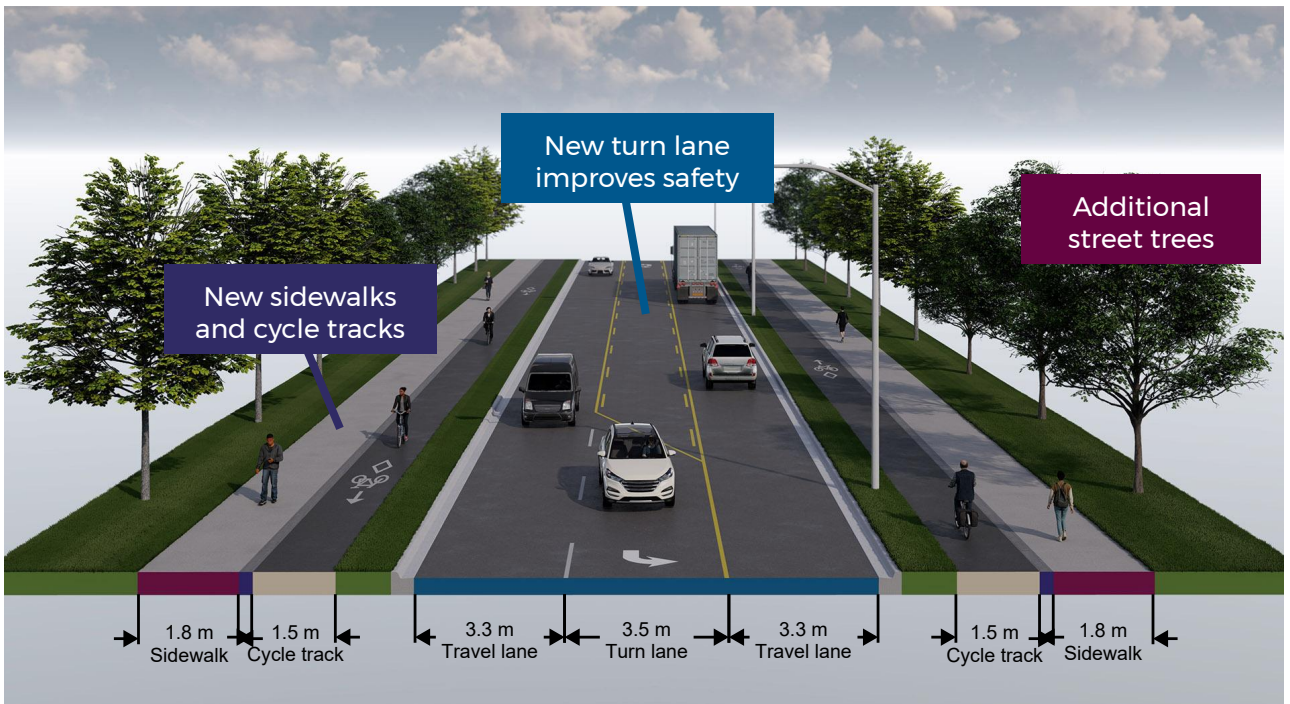 New turn lane
improves safety
Additional
street trees
New sidewalks
and cycle tracks
1.8 m
Sidewalk
1.5 m
Cycle track
3.3 m
Travel lane
3.5 m
Turn lane
3.3 m
Travel lane
1.5 m
Cycle track
1.8 m
Sidewalk